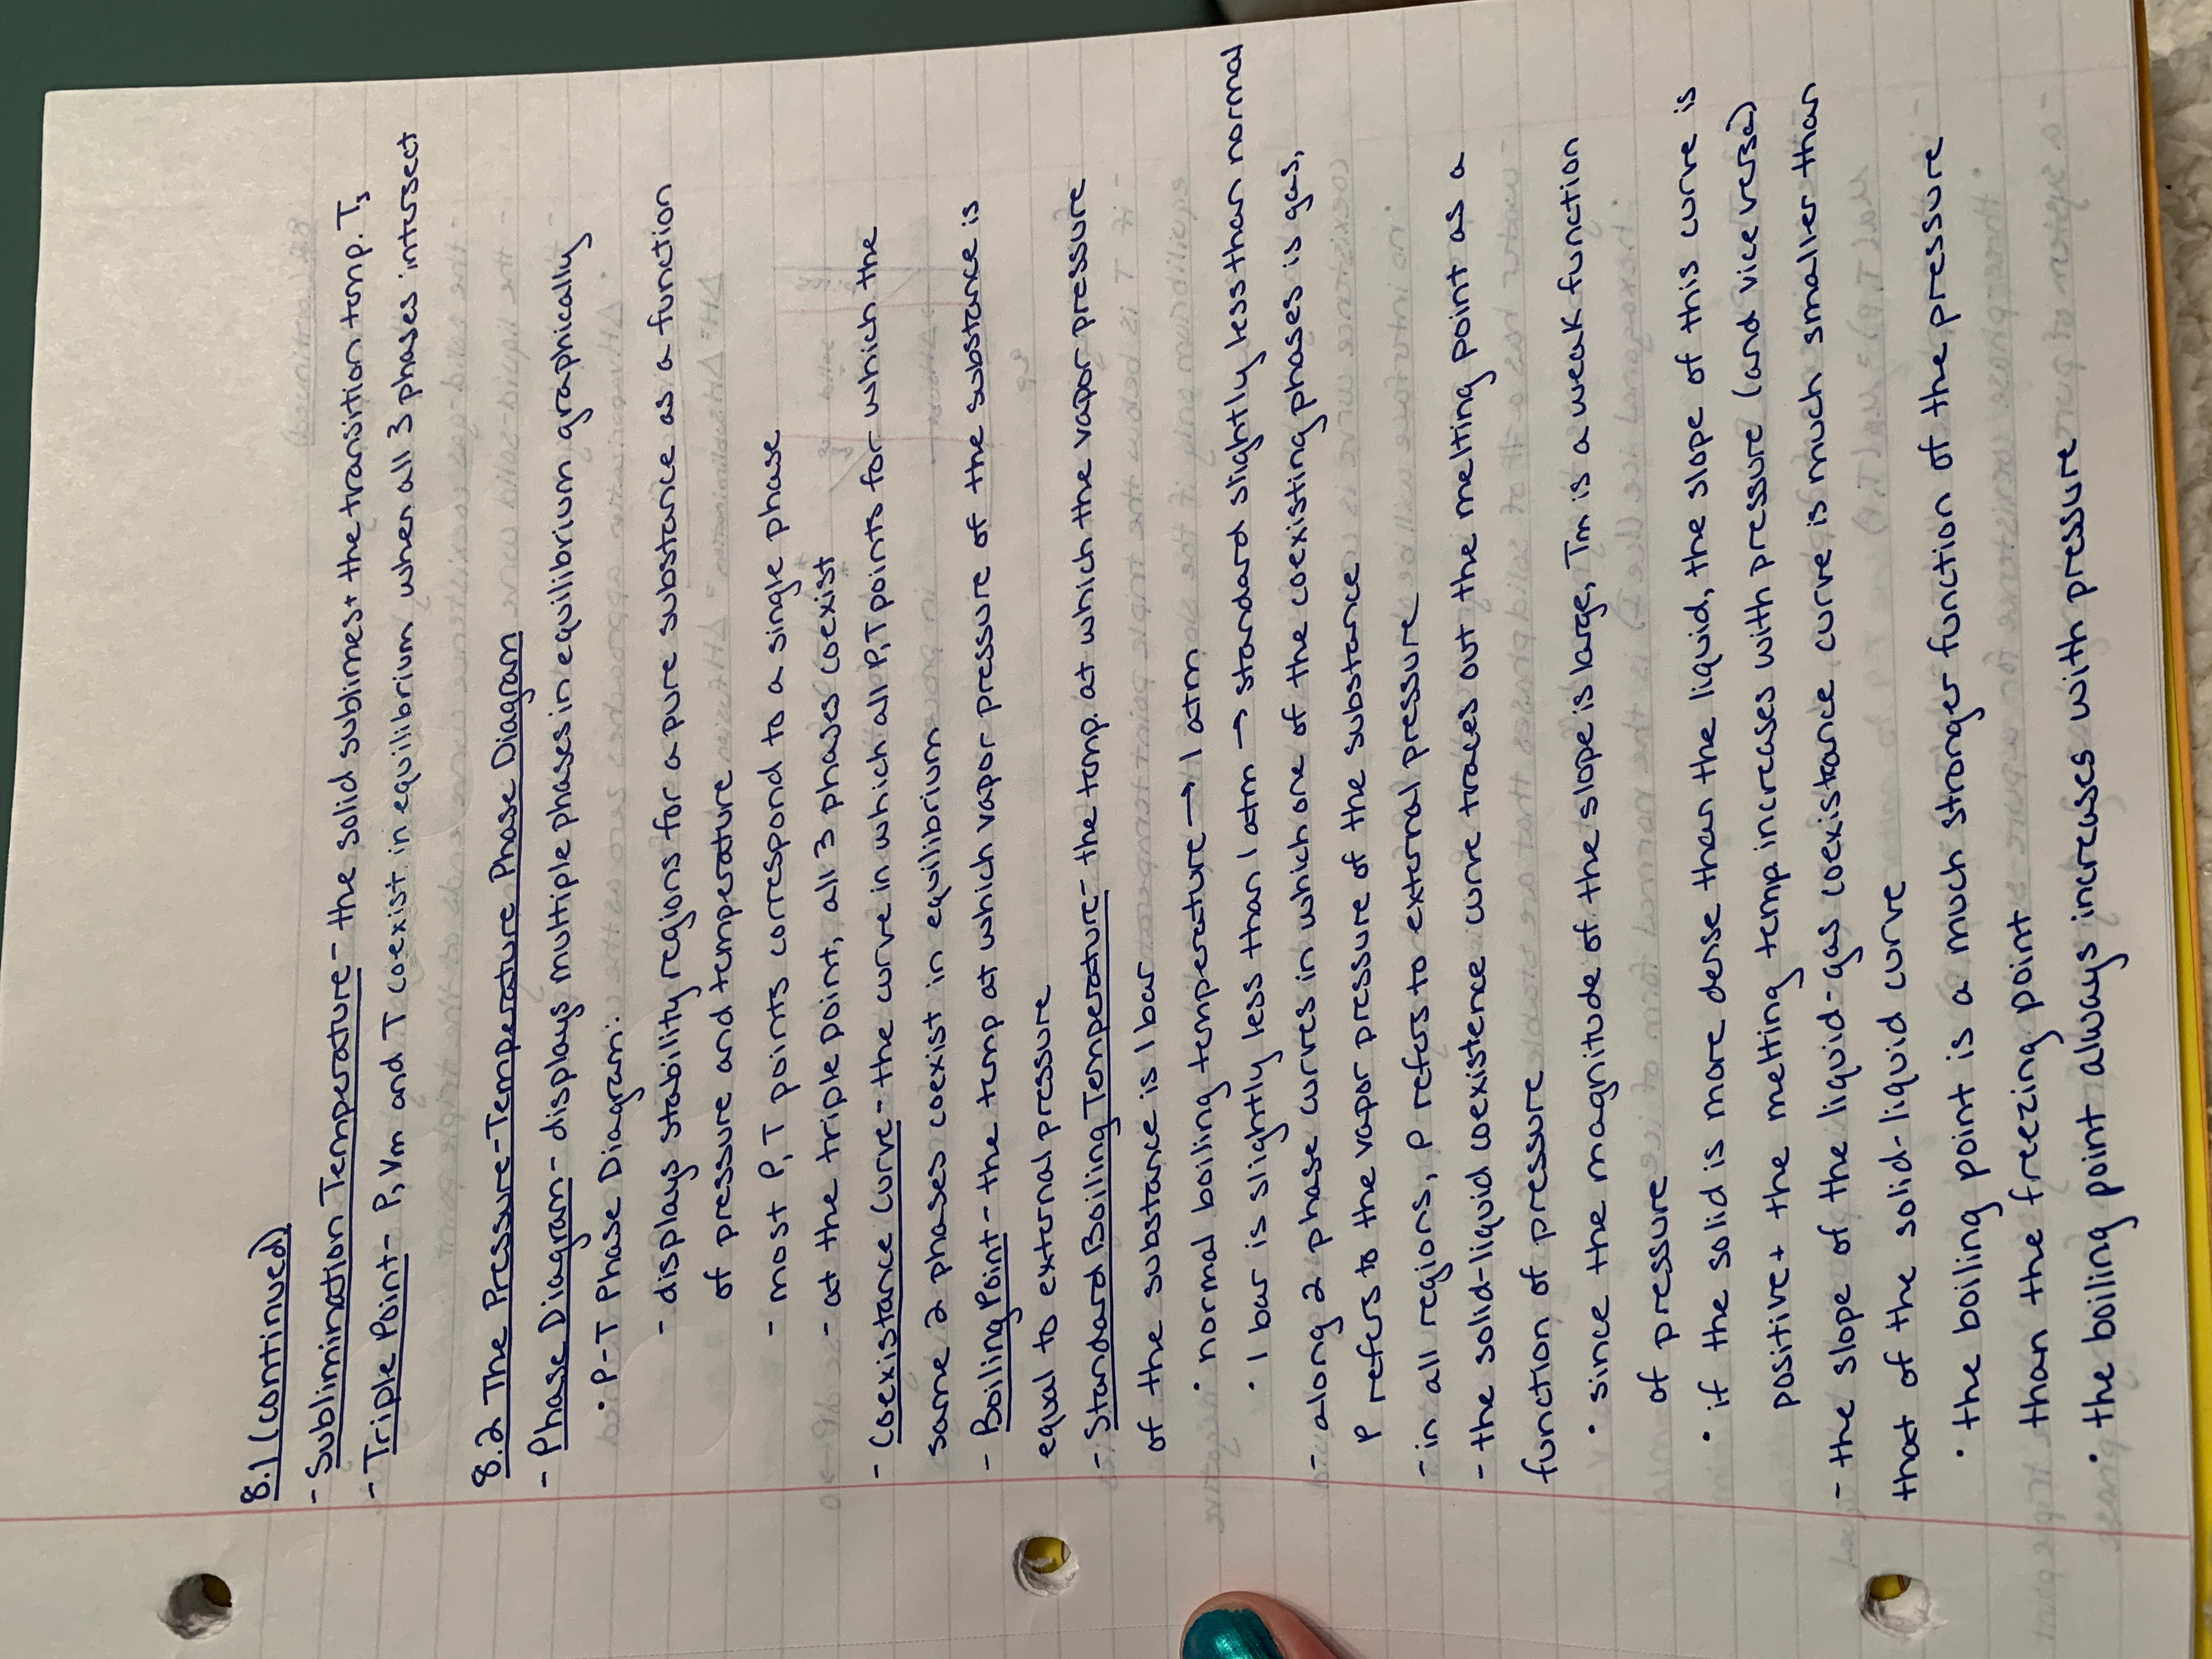 8.1 (continued)
- Sublimination Temperature - the solid sublimes + the transition temp. Ts
- Triple Point - P, Vm and T coexist in equilibrium when all 3 phases intersect
8.2 The Pressure-Temperature Phase Diagram
- Phase Diagram - displays multiple phases in equilibrium graphically
• P-T Phase Diagram:
- displays stability regions for a pure substance as a function
of pressure and temperature
- most P, T points correspond to a single phase
- at the triple point, all 3 phases coexist
- Coexistance Curve - the curve in which all P, T points for which the
same 2 phases coexist in equilibrium
- Boiling Point - the temp at which vapor pressure of the substance is
equal to external pressure
- Standard Boiling Temperature - the temp. at which the vapor pressure
of the substance is 1 bar
• normal boiling temperature → 1 atm
• 1 bar is slightly less than 1 atm → standard slightly less than normal
- along 2 phase curves in which one of the coexisting phases is gas,
P refers to the vapor pressure of the substance
- in all regions, P refers to external pressure
- the solid-liquid coexistence curve traces out the melting point as a
function of pressure
• since the magnitude of the slope is large, Tm is a weak function
of pressure
• if the solid is more dense than the liquid, the slope of this curve is
positive + the melting temp. increases with pressure (and vice versa)
- the slope of the liquid-gas coexistance curve is much smaller than
that of the solid-liquid curve
• the boiling point is a much stronger function of the pressure
than the freezing point
• the boiling point always increases with pressure